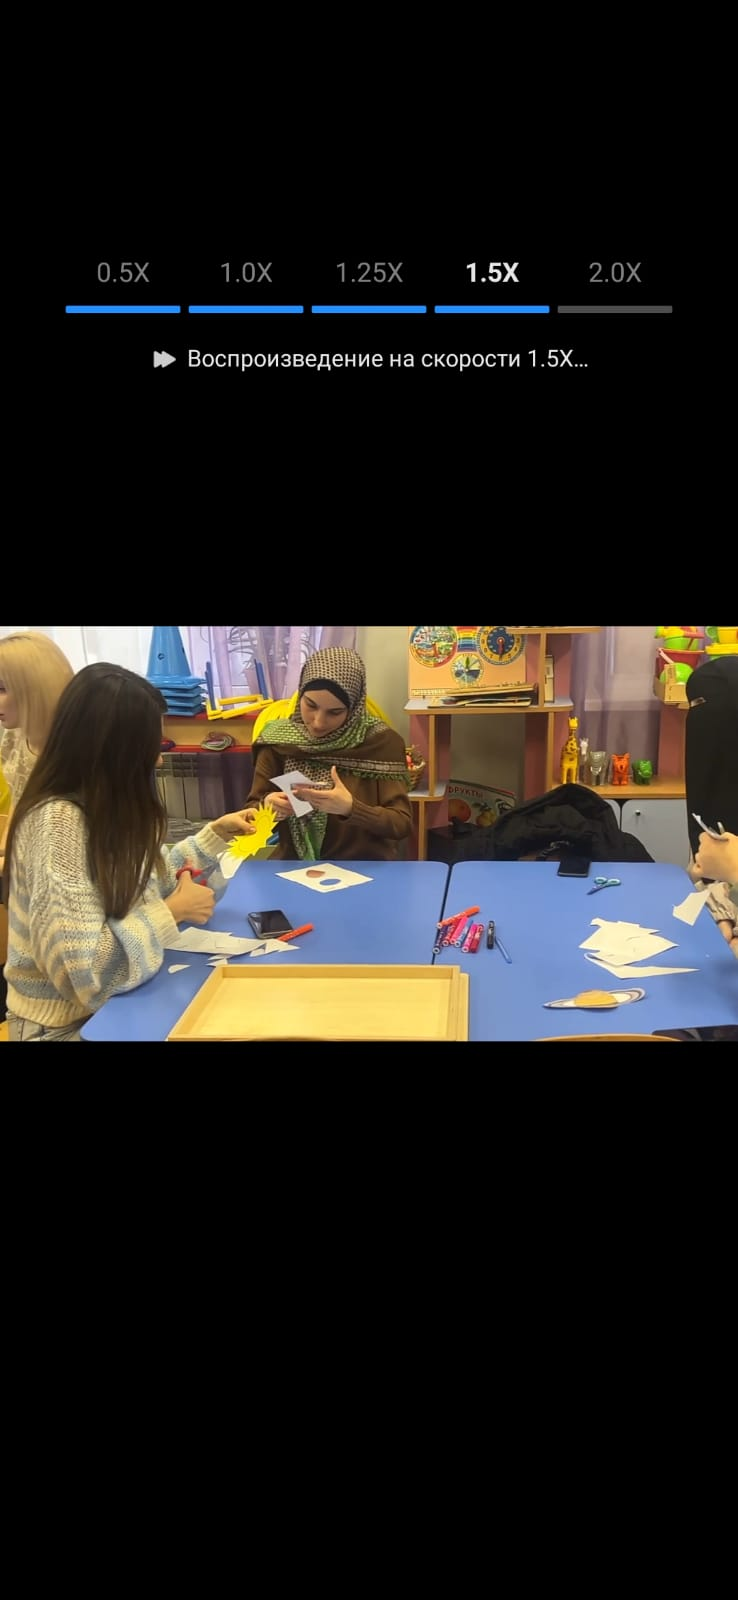 0.5X 1.0X 1.25X 1.5X 2.0X
Воспроизведение на скорости 1.5X...
ФРУКТЫ